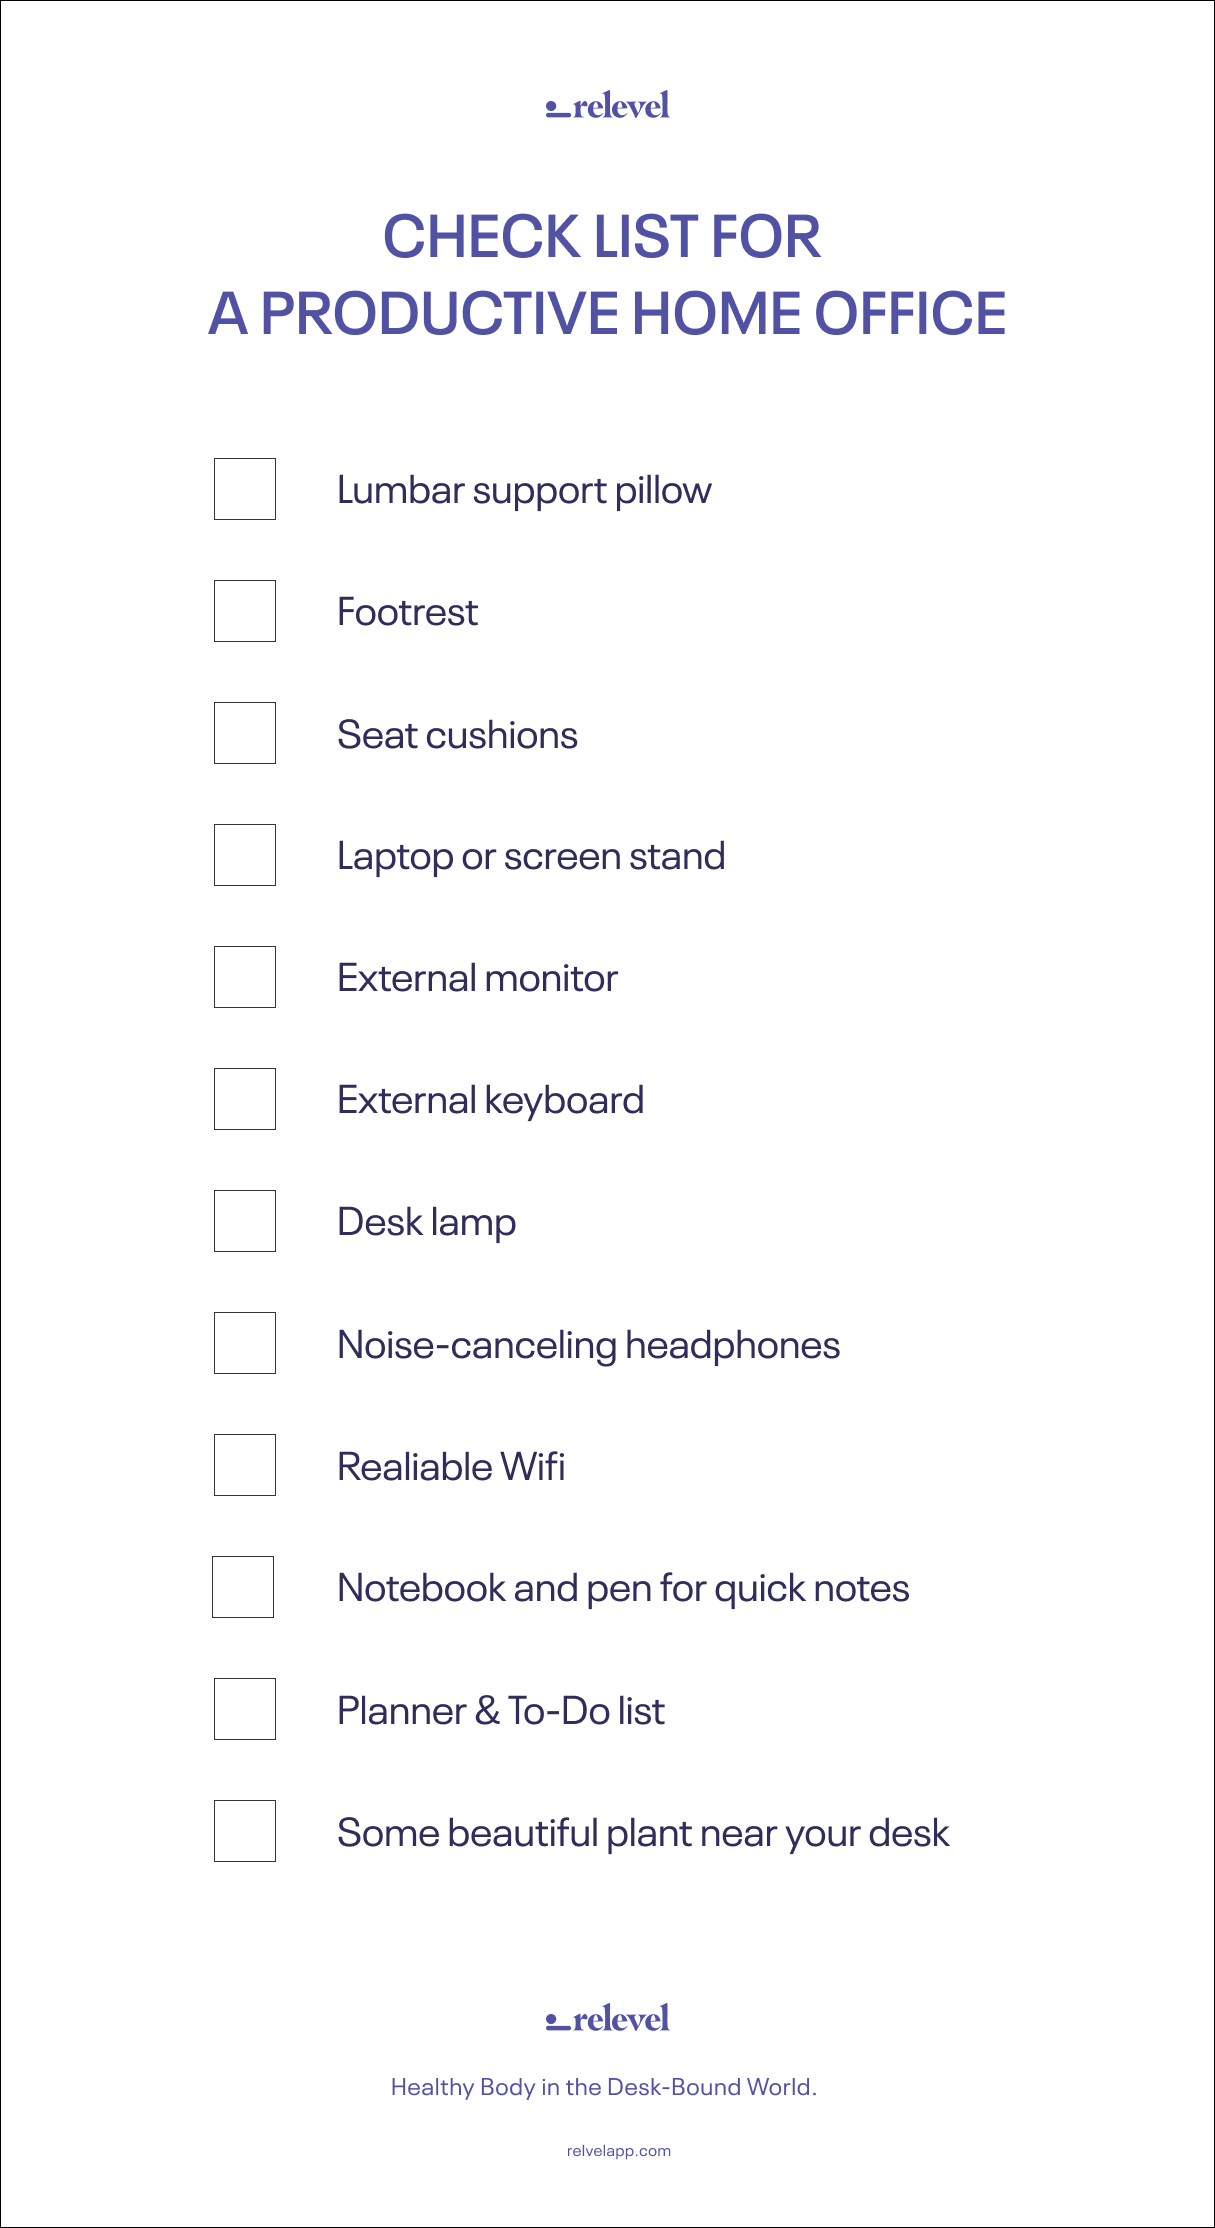 relevel
CHECK LIST FOR
A PRODUCTIVE HOME OFFICE
Lumbar support pillow
Footrest
Seat cushions
Laptop or screen stand
External monitor
External keyboard
Desk lamp
Noise-canceling headphones
Realiable Wifi
Notebook and pen for quick notes
Planner & To-Do list
Some beautiful plant near your desk
relevel
Healthy Body in the Desk-Bound World.
relvelapp.com